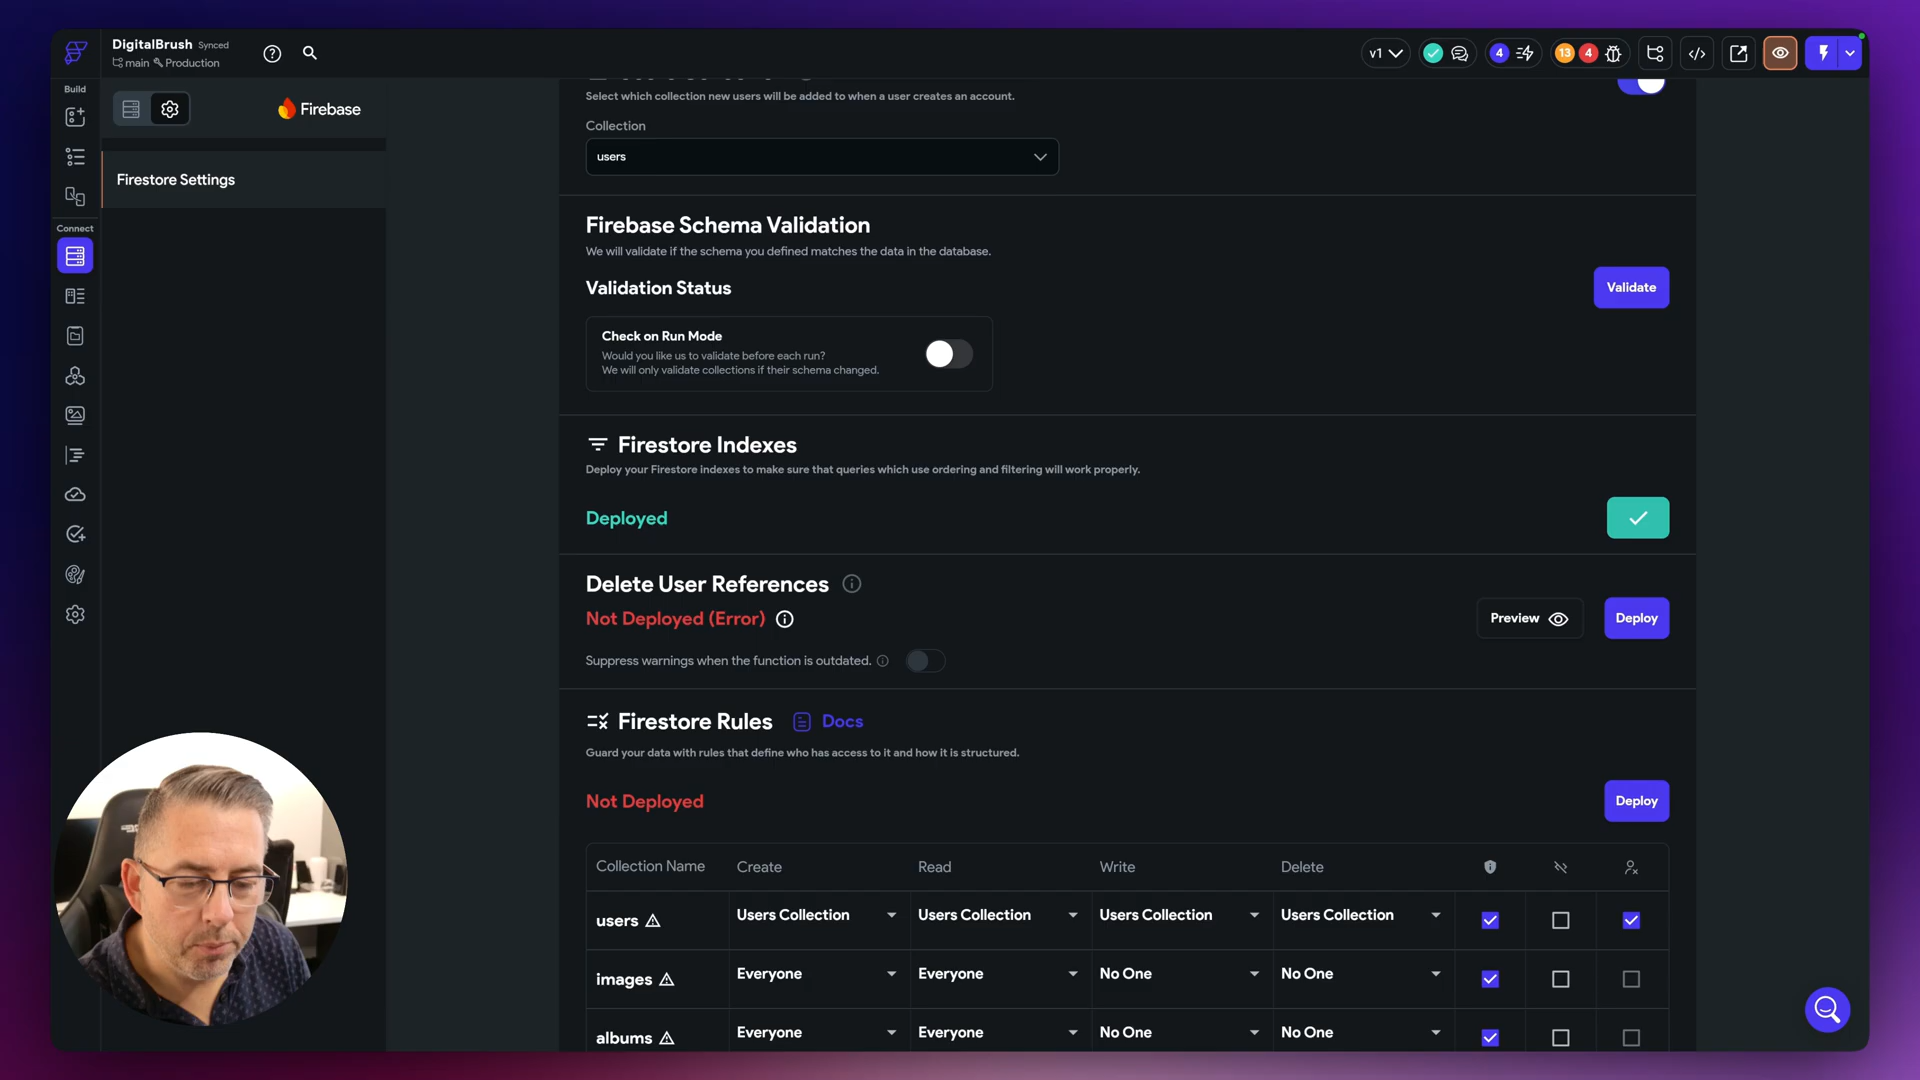 DigitalBrush Synced
main Production
v1
4
13
4
Build
Firebase
Select which collection new users will be added to when a user creates an account.
Collection
users
Firestore Settings
Connect
Firebase Schema Validation
We will validate if the schema you defined matches the data in the database.
Validation Status
Validate
Check on Run Mode
Would you like us to validate before each run?
We will only validate collections if their schema changed.
Firestore Indexes
Deploy your Firestore indexes to make sure that queries which use ordering and filtering will work properly.
Deployed
Delete User References
Not Deployed (Error)
Preview
Deploy
Suppress warnings when the function is outdated.
Firestore Rules
Docs
Guard your data with rules that define who has access to it and how it is structured.
Not Deployed
Deploy
Collection Name Create Read Write Delete
users Users Collection Users Collection Users Collection Users Collection
images Everyone Everyone No One No One
albums Everyone Everyone No One No One